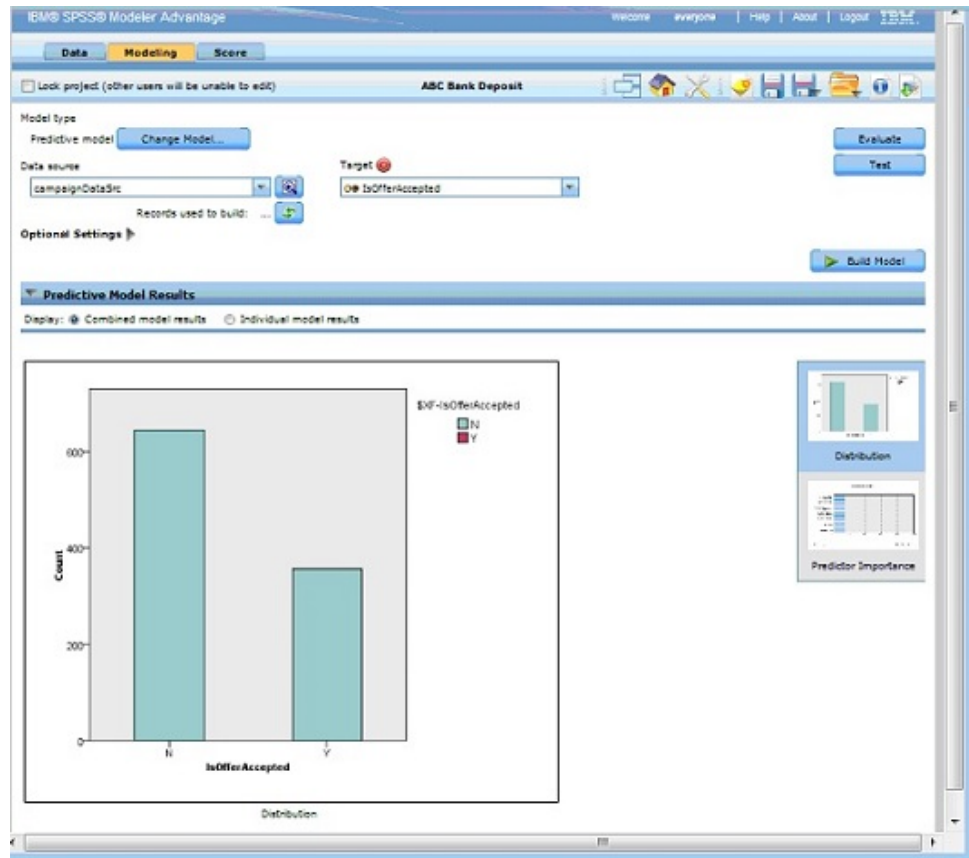 IBM® SPSS® Modeler Advantage
Welcome everyone | Help | About | Logout IBM.
Data Modeling Score
Lock project (other users will be unable to edit) ABC Bank Deposit
Model type
Predictive model Change Model...
Evaluate
Data source Target Test
campaignDataSrc IsOfferAccepted
Records used to build: ...
Optional Settings
Build Model
Predictive Model Results
Display: Combined model results Individual model results
$XF-IsOfferAccepted
N
Y
600
400
200
0
Count
N Y
IsOfferAccepted
Distribution
Distribution
Predictor Importance